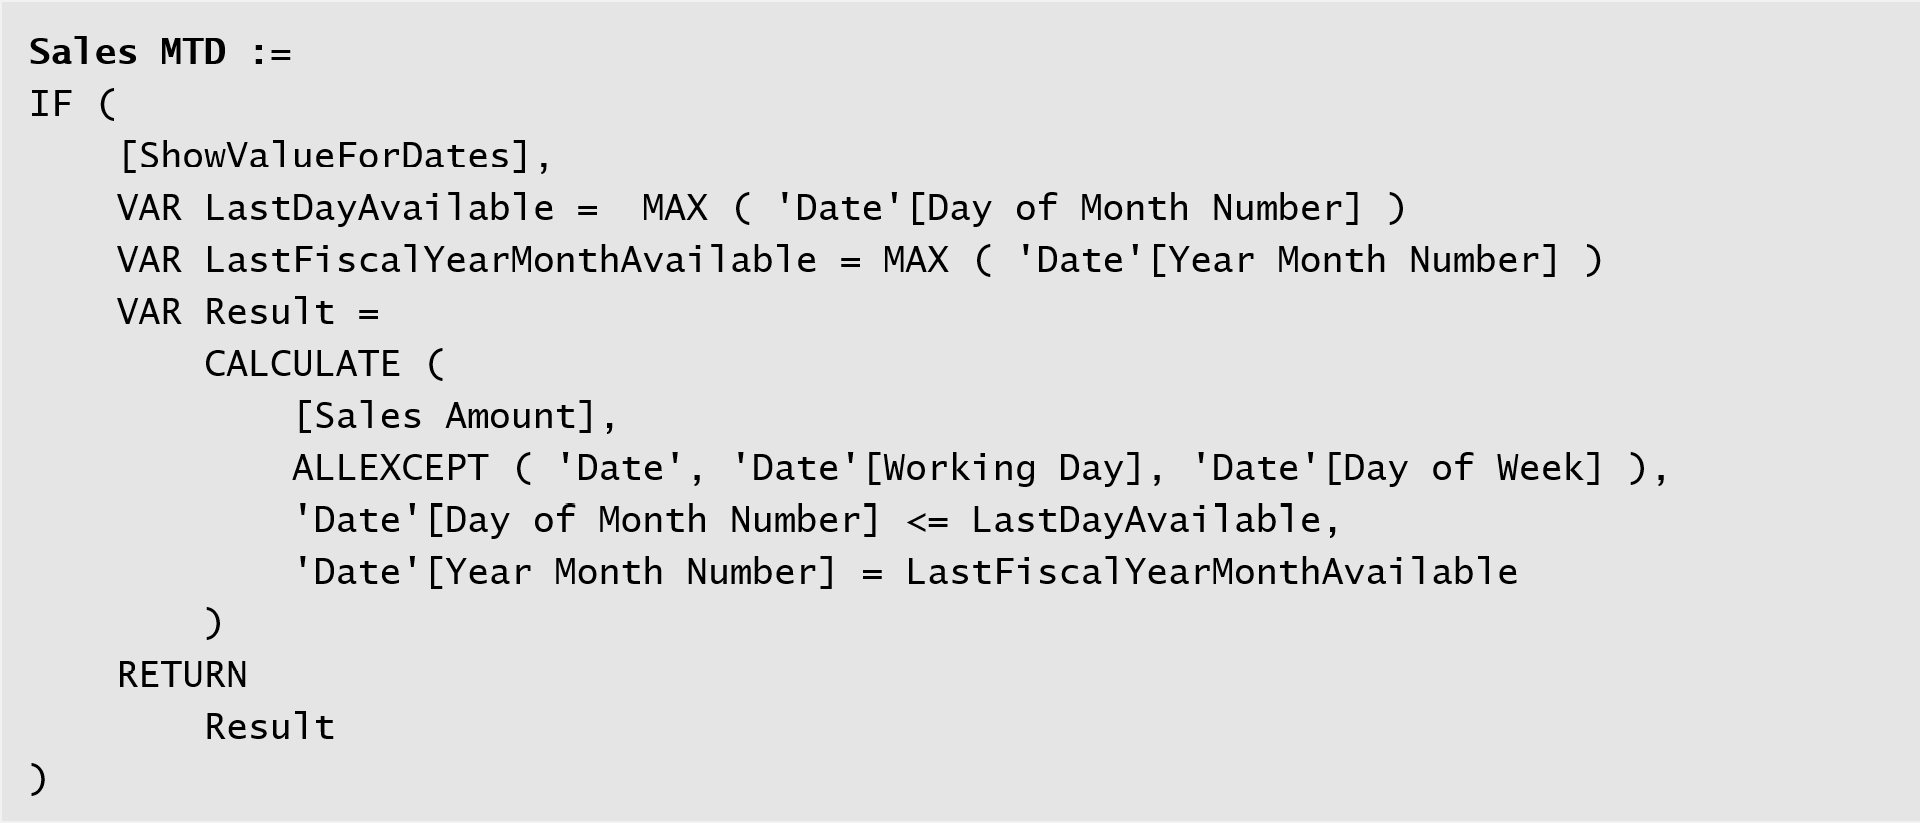 Sales MTD :=
IF (
    [ShowValueForDates],
    VAR LastDayAvailable =  MAX ( 'Date'[Day of Month Number] )
    VAR LastFiscalYearMonthAvailable = MAX ( 'Date'[Year Month Number] )
    VAR Result =
        CALCULATE (
            [Sales Amount],
            ALLEXCEPT ( 'Date', 'Date'[Working Day], 'Date'[Day of Week] ),
            'Date'[Day of Month Number] <= LastDayAvailable,
            'Date'[Year Month Number] = LastFiscalYearMonthAvailable
        )
    RETURN
        Result
)